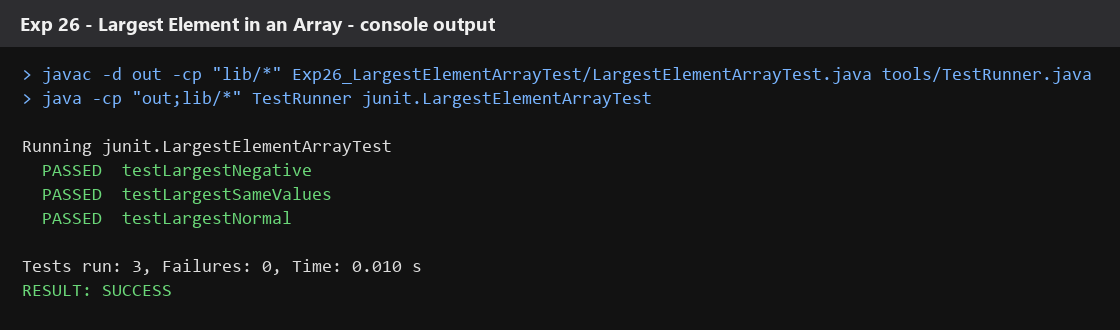 Exp 26 - Largest Element in an Array - console output
> javac -d out -cp "lib/*" Exp26_LargestElementArrayTest/LargestElementArrayTest.java tools/TestRunner.java
> java -cp "out;lib/*" TestRunner junit.LargestElementArrayTest
Running junit.LargestElementArrayTest
PASSED testLargestNegative
PASSED testLargestSameValues
PASSED testLargestNormal
Tests run: 3, Failures: 0, Time: 0.010 s
RESULT: SUCCESS